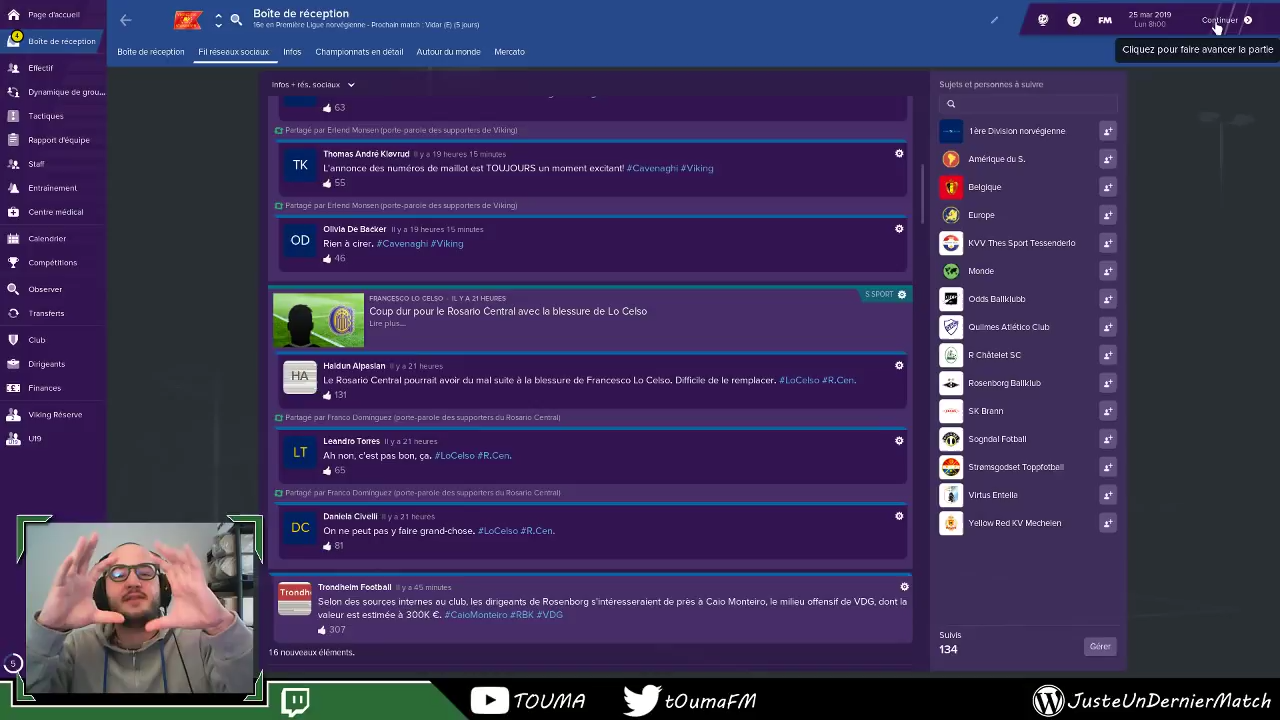 Page d'accueil
4
Boîte de réception
Effectif
Dynamique de grou...
Tactiques
Rapport d'équipe
Staff
Entraînement
Centre médical
Calendrier
Compétitions
Observer
Transferts
Club
Dirigeants
Finances
Viking Réserve
U19
5
Boîte de réception
16e en Première Ligue norvégienne - Prochain match : Vidar (E) (5 jours)
?
FM
25 mar 2019
Lun 8h00
Continuer
Cliquez pour faire avancer la partie
Boîte de réception
Fil réseaux sociaux
Infos
Championnats en détail
Autour du monde
Mercato
Infos + rés. sociaux
63
Partagé par Erlend Monsen (porte-parole des supporters de Viking)
TK
Thomas André Kløvrud Il y a 19 heures 15 minutes
L'annonce des numéros de maillot est TOUJOURS un moment excitant! #Cavenaghi #Viking
55
Partagé par Erlend Monsen (porte-parole des supporters de Viking)
OD
Olivia De Backer Il y a 19 heures 15 minutes
Rien à cirer. #Cavenaghi #Viking
46
FRANCESCO LO CELSO - IL Y A 21 HEURES
S SPORT
Coup dur pour le Rosario Central avec la blessure de Lo Celso
Lire plus...
HA
Haldun Alpaslan Il y a 21 heures
Le Rosario Central pourrait avoir du mal suite à la blessure de Francesco Lo Celso. Difficile de le remplacer. #LoCelso #R.Cen.
131
Partagé par Franco Domínguez (porte-parole des supporters du Rosario Central)
LT
Leandro Torres Il y a 21 heures
Ah non, c'est pas bon, ça. #LoCelso #R.Cen.
65
Partagé par Franco Domínguez (porte-parole des supporters du Rosario Central)
DC
Daniela Civelli Il y a 21 heures
On ne peut pas y faire grand-chose. #LoCelso #R.Cen.
81
Trondh
Trondheim Football Il y a 45 minutes
Selon des sources internes au club, les dirigeants de Rosenborg s'intéresseraient de près à Caio Monteiro, le milieu offensif de VDG, dont la
valeur est estimée à 300K €. #CaioMonteiro #RBK #VDG
307
16 nouveaux éléments.
Sujets et personnes à suivre
1ère Division norvégienne
Amérique du S.
Belgique
Europe
KVV Thes Sport Tessenderlo
Monde
Odds Ballklubb
Quilmes Atlético Club
R Châtelet SC
Rosenborg Ballklub
SK Brann
Sogndal Fotball
Strømsgodset Toppfotball
Virtus Entella
Yellow Red KV Mechelen
Suivis
134
Gérer
TOUMA
tOumaFM
JusteUnDernierMatch